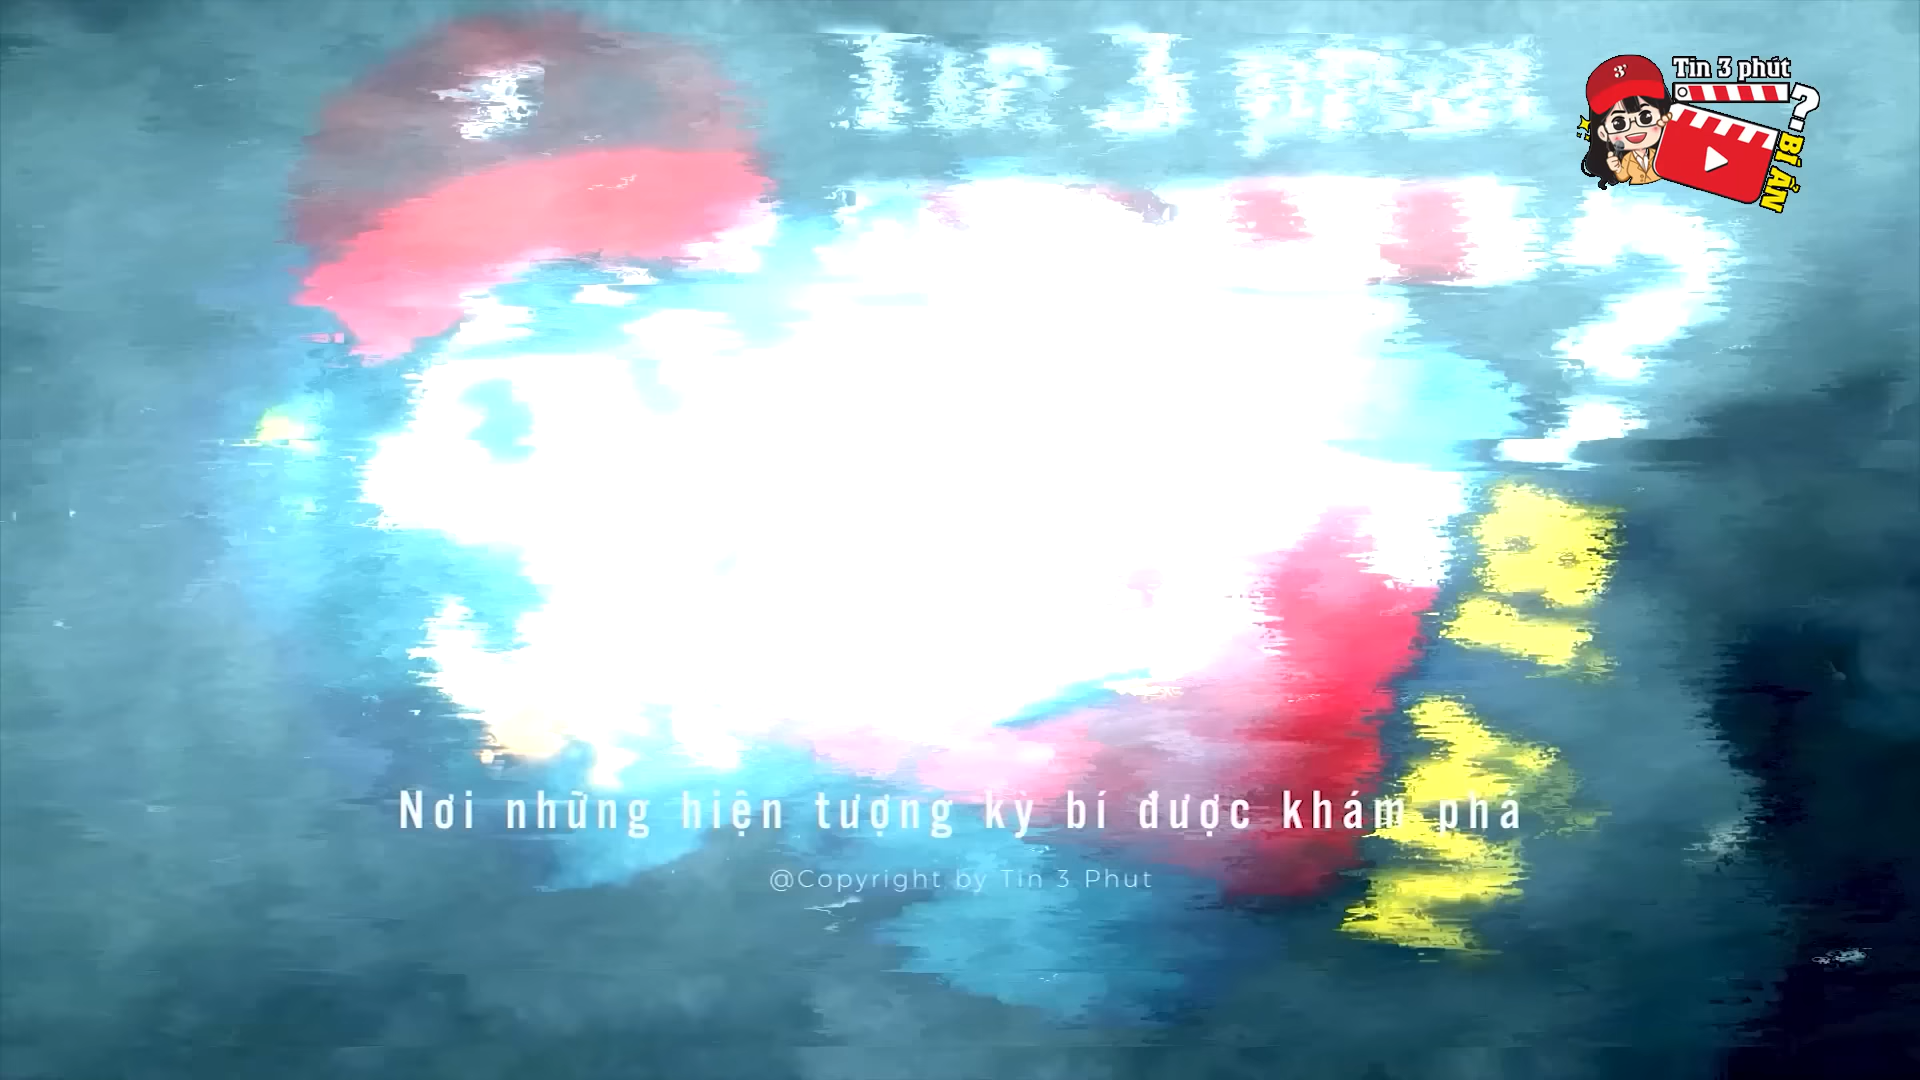 Tin 3 phút
3'
?
BÍ ẨN
Nơi những hiện tượng kỳ bí được khám phá
@Copyright by Tin 3 Phut